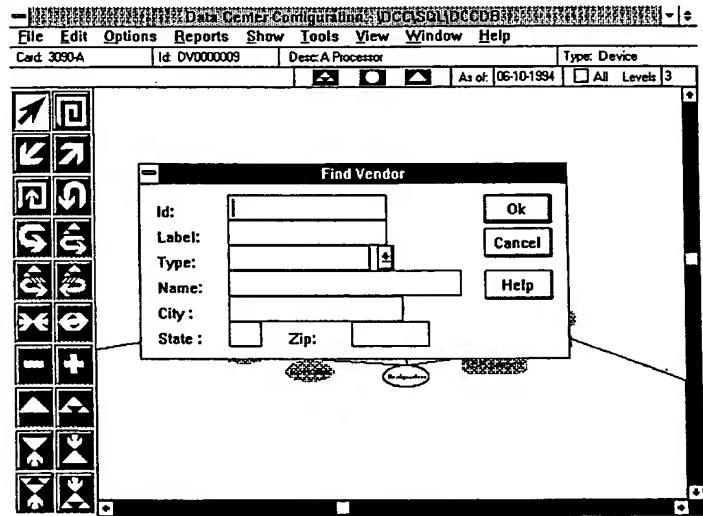 Data Center Configuration: \DCC\SQL\DCCDB
File Edit Options Reports Show Tools View Window Help
Card: 3090-A Id: DV0000009 Desc: A Processor Type: Device
As of: 06-10-1994 All Levels 3
Find Vendor
Id: Ok
Label: Cancel
Type:
Name: Help
City :
State : Zip: